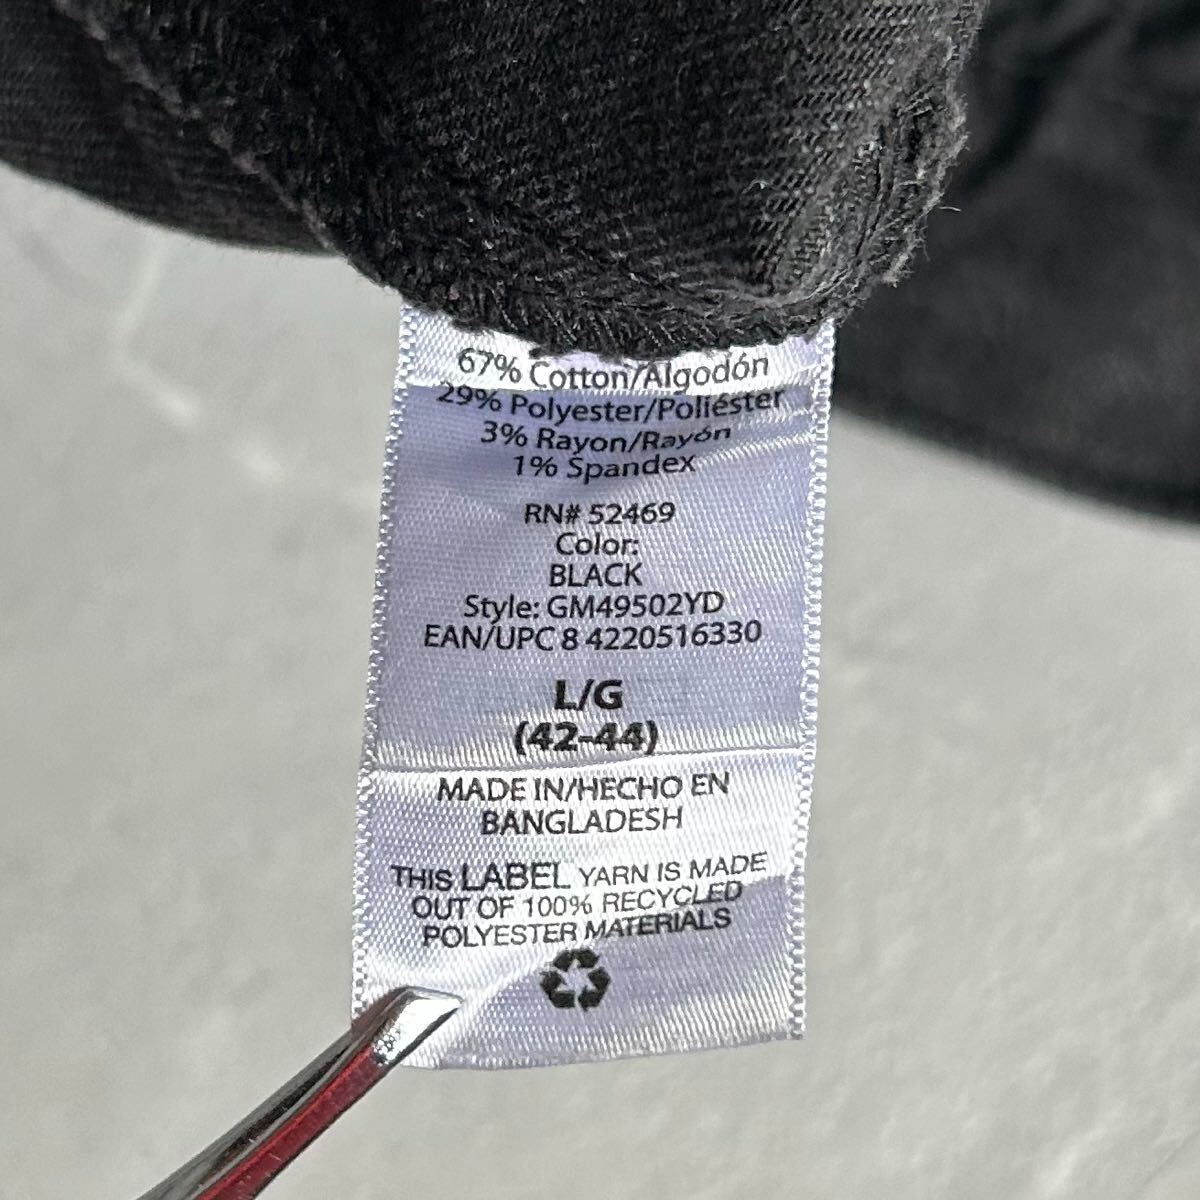 67% Cotton/Algodón
29% Polyester/Poliéster
3% Rayon/Rayón
1% Spandex
RN# 52469
Color:
BLACK
Style: GM49502YD
EAN/UPC 8 4220516330
L/G
(42-44)
MADE IN/HECHO EN
BANGLADESH
THIS LABEL YARN IS MADE
OUT OF 100% RECYCLED
POLYESTER MATERIALS